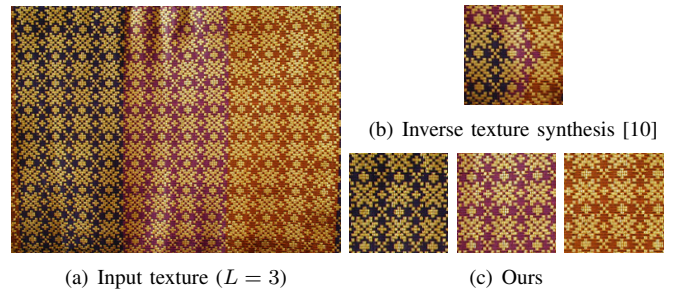 (b) Inverse texture synthesis [10]
(a) Input texture (L = 3)
(c) Ours